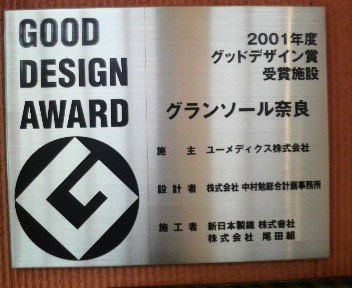 GOOD
DESIGN
AWARD
2001年度
グッドデザイン賞
受賞施設
グランソール奈良
施 主 ユーメディクス株式会社
設計者 株式会社 中村勉総合計画事務所
施工者 新日本製鐵 株式會社
株式会社 尾田組